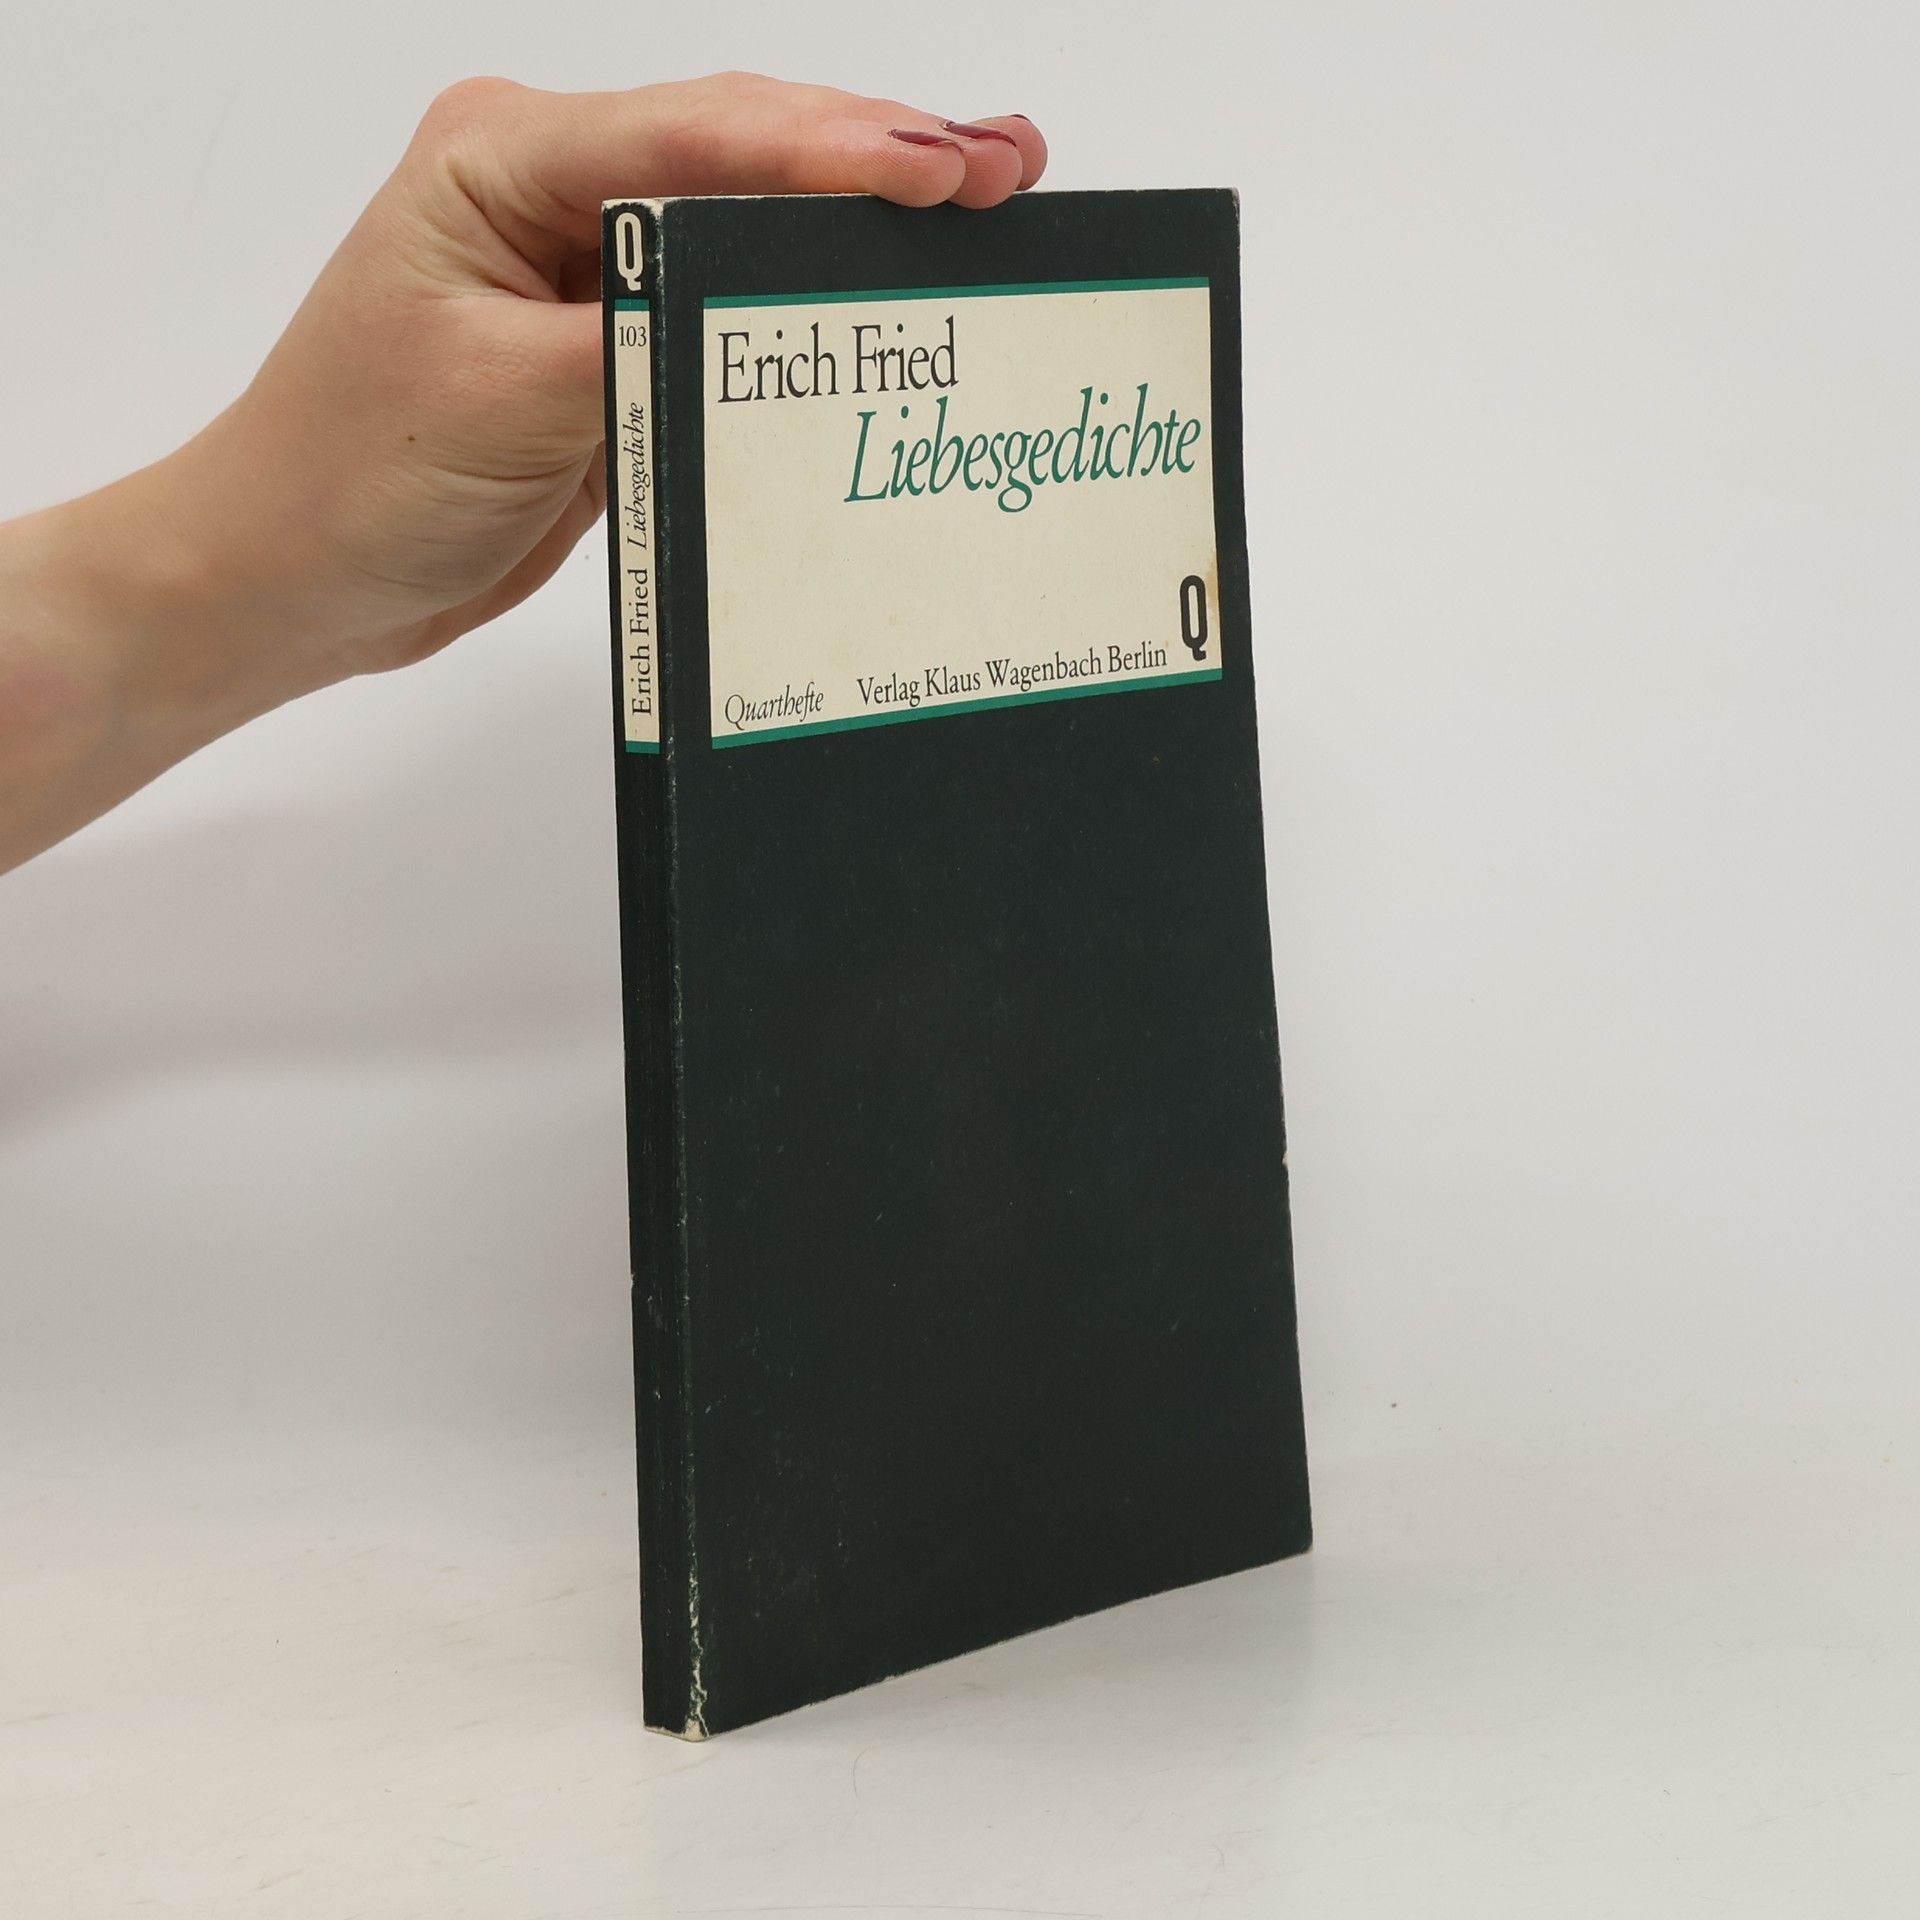 Q
103
Erich Fried Liebesgedichte
Erich Fried
Liebesgedichte
Q
Quarthefte Verlag Klaus Wagenbach Berlin